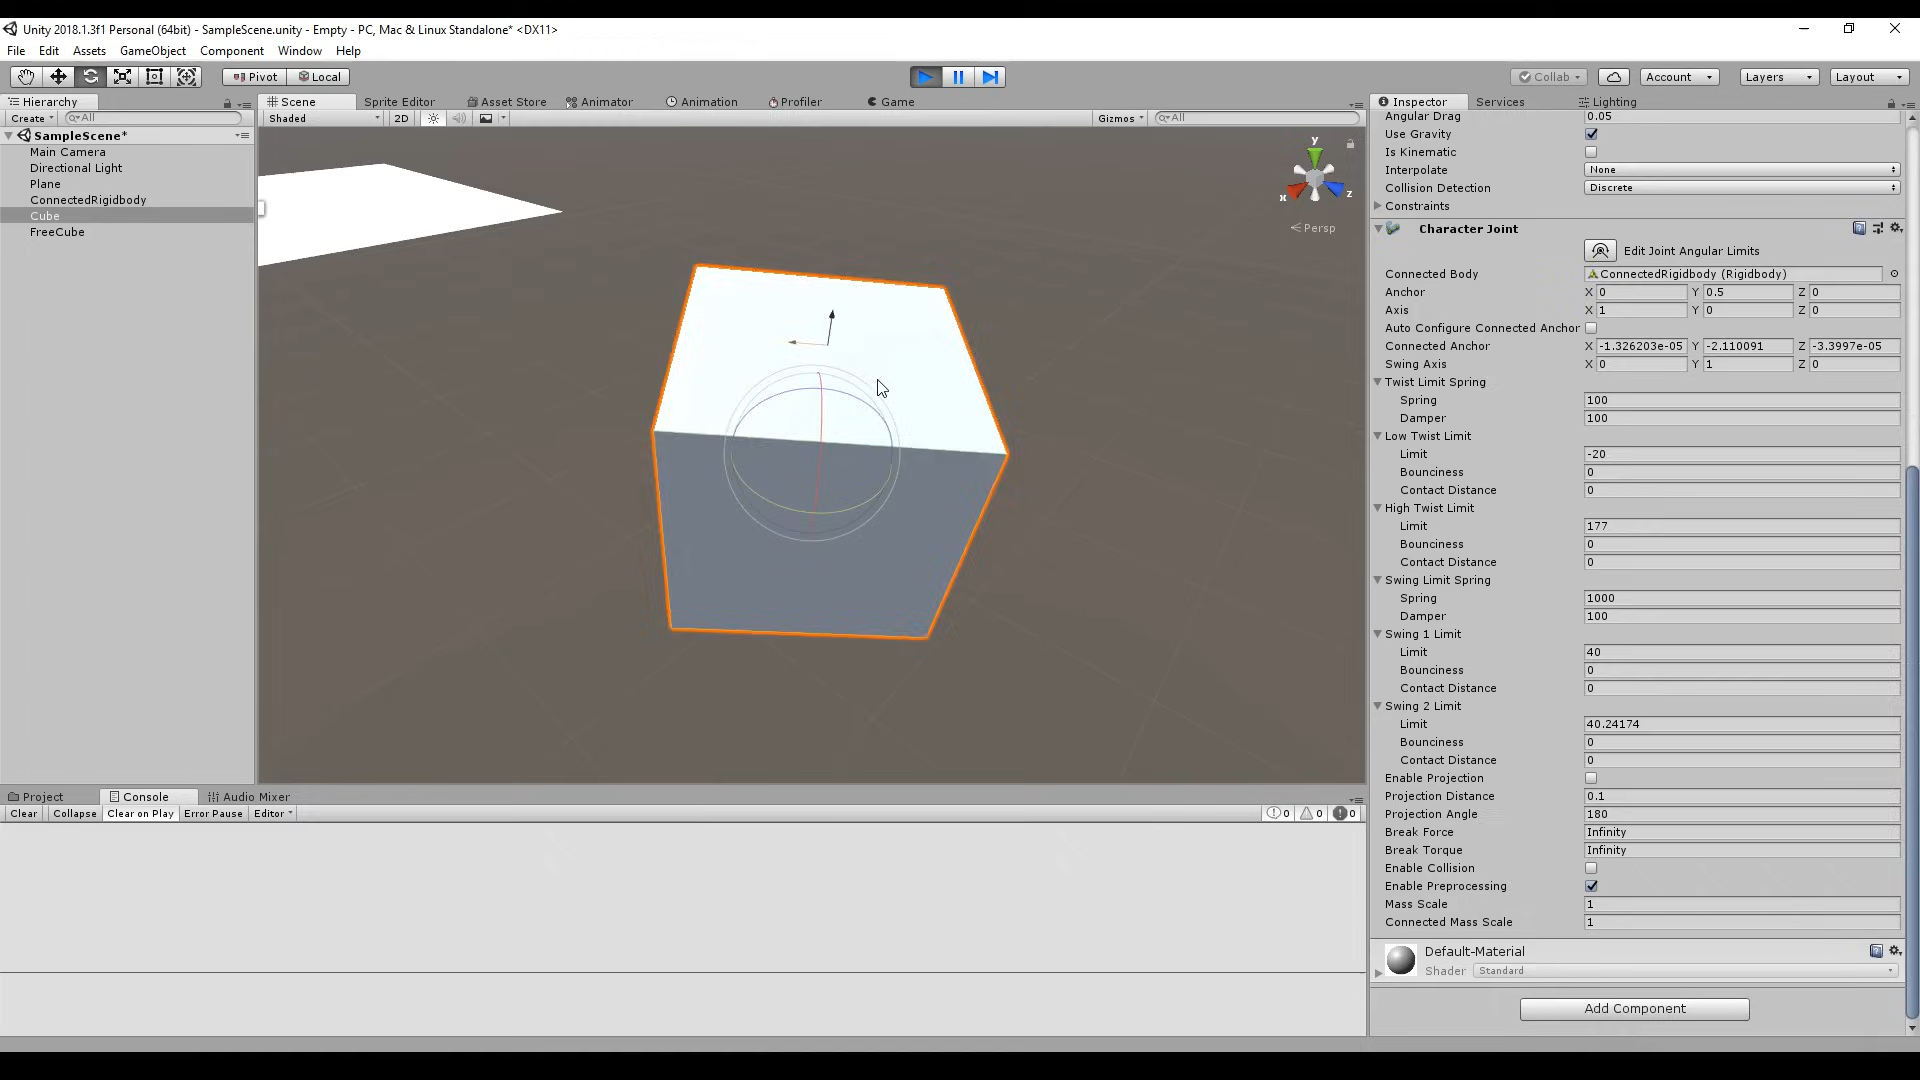 Unity 2018.1.3f1 Personal (64bit) - SampleScene.unity - Empty - PC, Mac & Linux Standalone* <DX11>
File Edit Assets GameObject Component Window Help
Pivot Local Collab Account Layers Layout
Hierarchy Scene Sprite Editor Asset Store Animator Animation Profiler Game Inspector Services Lighting
Create All Shaded 2D Gizmos All
SampleScene*
Main Camera
Directional Light
Plane
ConnectedRigidbody
Cube
FreeCube
y
x
z
Persp
Angular Drag 0.05
Use Gravity
Is Kinematic
Interpolate None
Collision Detection Discrete
Constraints
Character Joint
Edit Joint Angular Limits
Connected Body ConnectedRigidbody (Rigidbody)
Anchor X 0 Y 0.5 Z 0
Axis X 1 Y 0 Z 0
Auto Configure Connected Anchor
Connected Anchor X -1.326203e-05 Y -2.110091 Z -3.3997e-05
Swing Axis X 0 Y 1 Z 0
Twist Limit Spring
Spring 100
Damper 100
Low Twist Limit
Limit -20
Bounciness 0
Contact Distance 0
High Twist Limit
Limit 177
Bounciness 0
Contact Distance 0
Swing Limit Spring
Spring 1000
Damper 100
Swing 1 Limit
Limit 40
Bounciness 0
Contact Distance 0
Swing 2 Limit
Limit 40.24174
Bounciness 0
Contact Distance 0
Enable Projection
Projection Distance 0.1
Projection Angle 180
Break Force Infinity
Break Torque Infinity
Enable Collision
Enable Preprocessing
Mass Scale 1
Connected Mass Scale 1
Default-Material
Shader Standard
Add Component
Project Console Audio Mixer
Clear Collapse Clear on Play Error Pause Editor 0 0 0